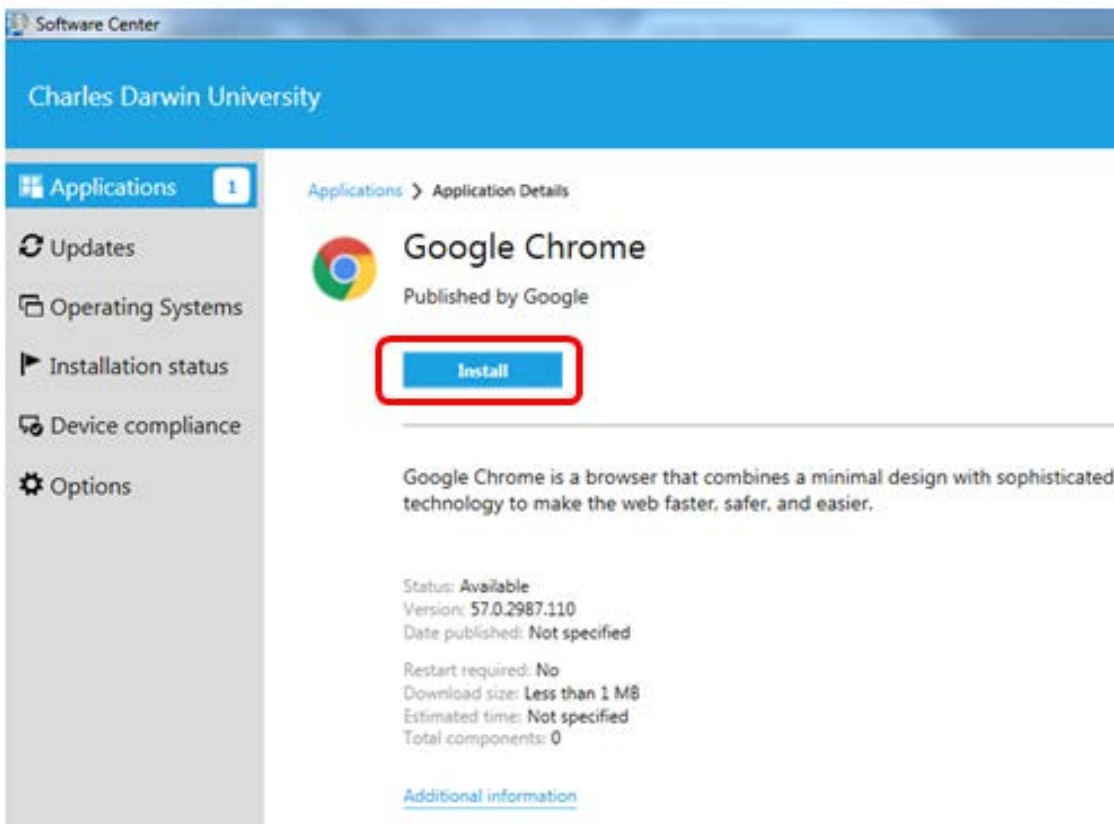 Software Center
Charles Darwin University
Applications 1
Updates
Operating Systems
Installation status
Device compliance
Options
Applications > Application Details
Google Chrome
Published by Google
Install
Google Chrome is a browser that combines a minimal design with sophisticated
technology to make the web faster, safer, and easier.
Status: Available
Version: 57.0.2987.110
Date published: Not specified
Restart required: No
Download size: Less than 1 MB
Estimated time: Not specified
Total components: 0
Additional information